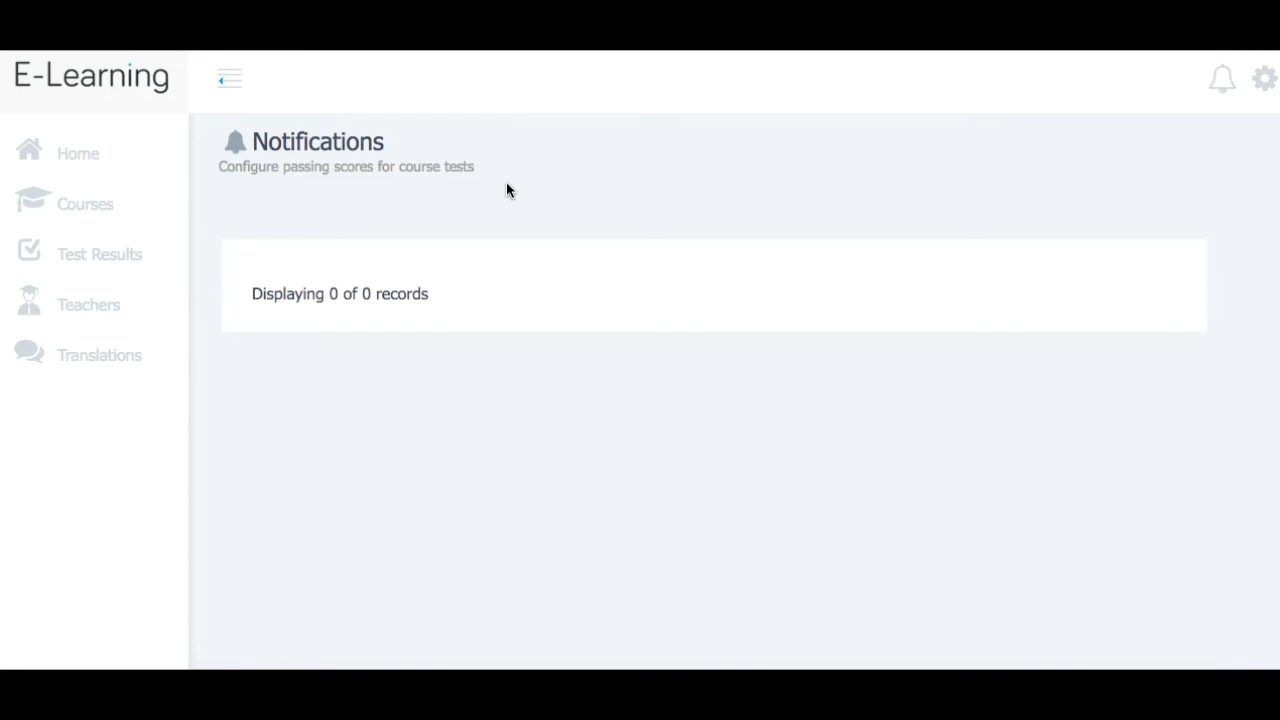 E-Learning
Notifications
Configure passing scores for course tests
Home
Courses
Test Results
Teachers
Translations
Displaying 0 of 0 records